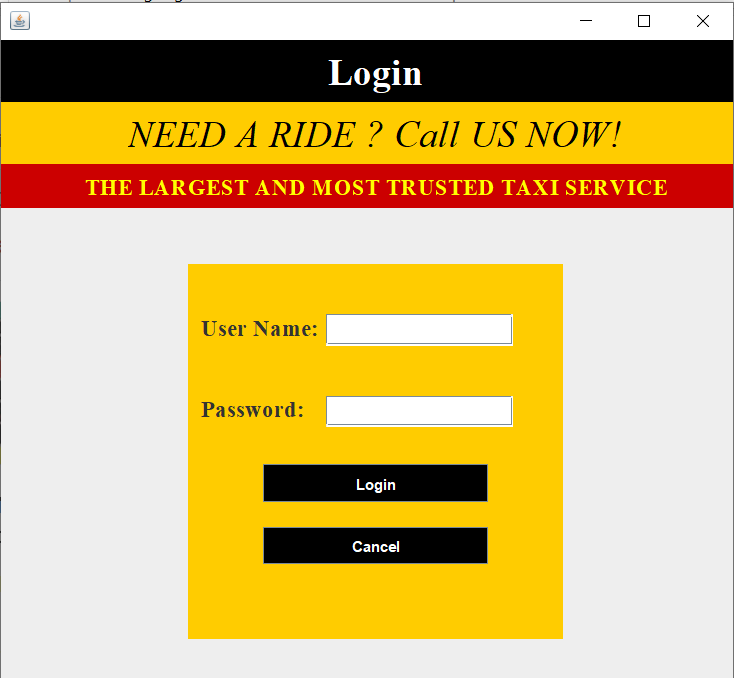 Login
NEED A RIDE ? Call US NOW!
THE LARGEST AND MOST TRUSTED TAXI SERVICE
User Name:
Password:
Login
Cancel